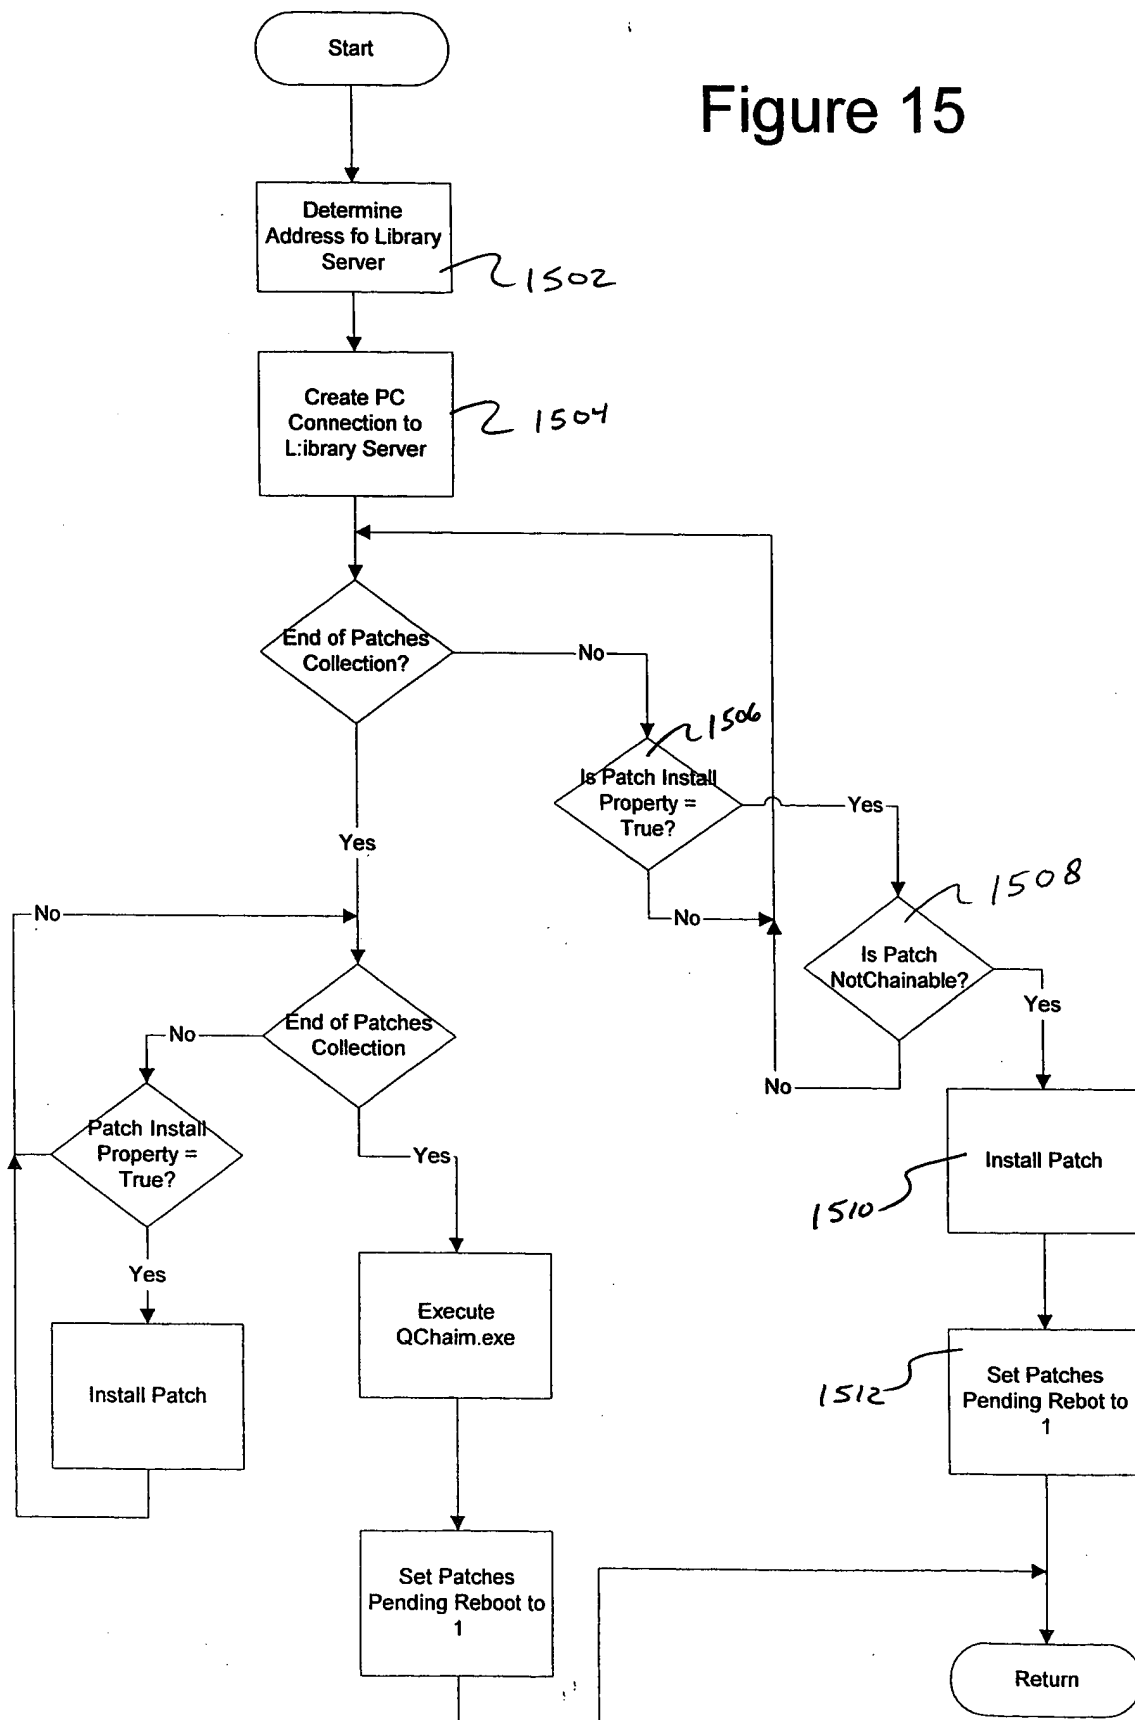 Start
Figure 15
Determine
Address fo Library
Server
1502
Create PC
Connection to
L:ibrary Server
1504
End of Patches
Collection?
No
1506
Is Patch Install
Property =
True?
Yes
Yes
No
No
1508
Is Patch
NotChainable?
Yes
No
End of Patches
Collection
No
Patch Install
Property =
True?
Yes
Yes
Install Patch
1510
Install Patch
Execute
QChaim.exe
1512
Set Patches
Pending Rebot to
1
Set Patches
Pending Reboot to
1
Return